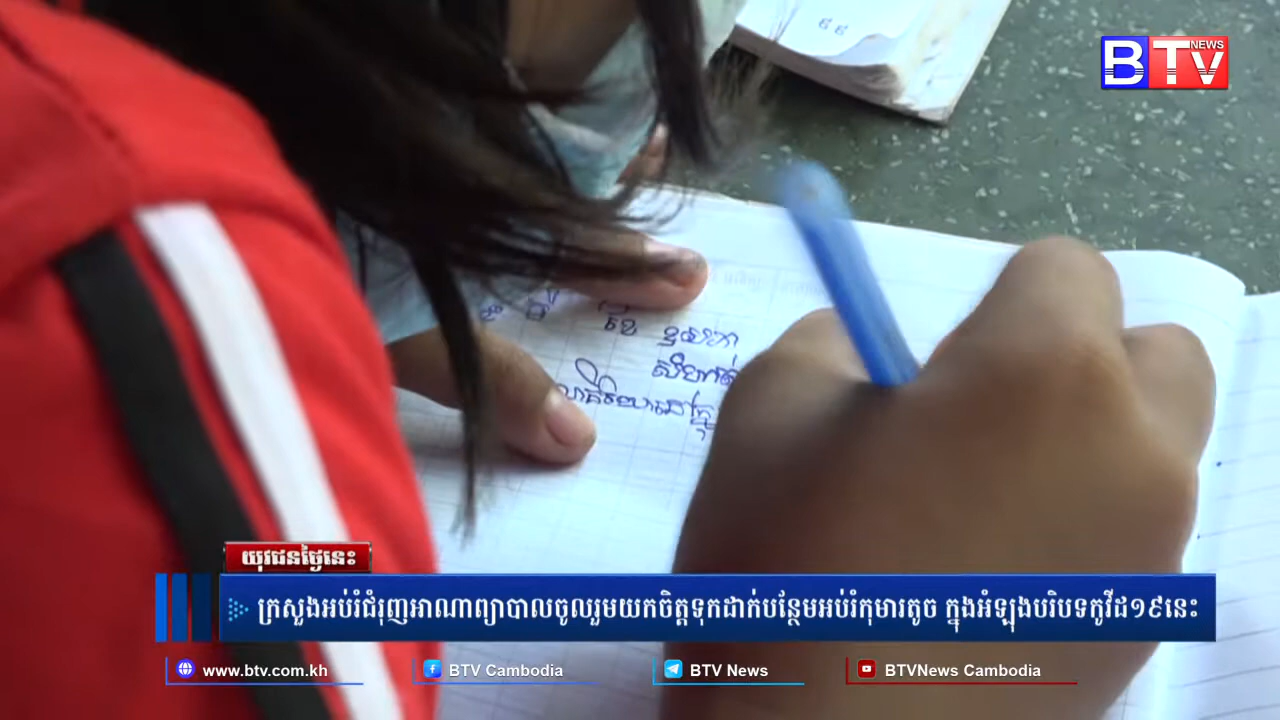 BTV NEWS
ខែ ឧសភា
យុវជនថ្ងៃនេះ
ក្រសួងអប់រំជំរុញអាណាព្យាបាលចូលរួមយកចិត្តទុកដាក់បន្ថែមអប់រំកុមារតូច ក្នុងអំឡុងបរិបទកូវីដ១៩នេះ
www.btv.com.kh
BTV Cambodia
BTV News
BTVNews Cambodia